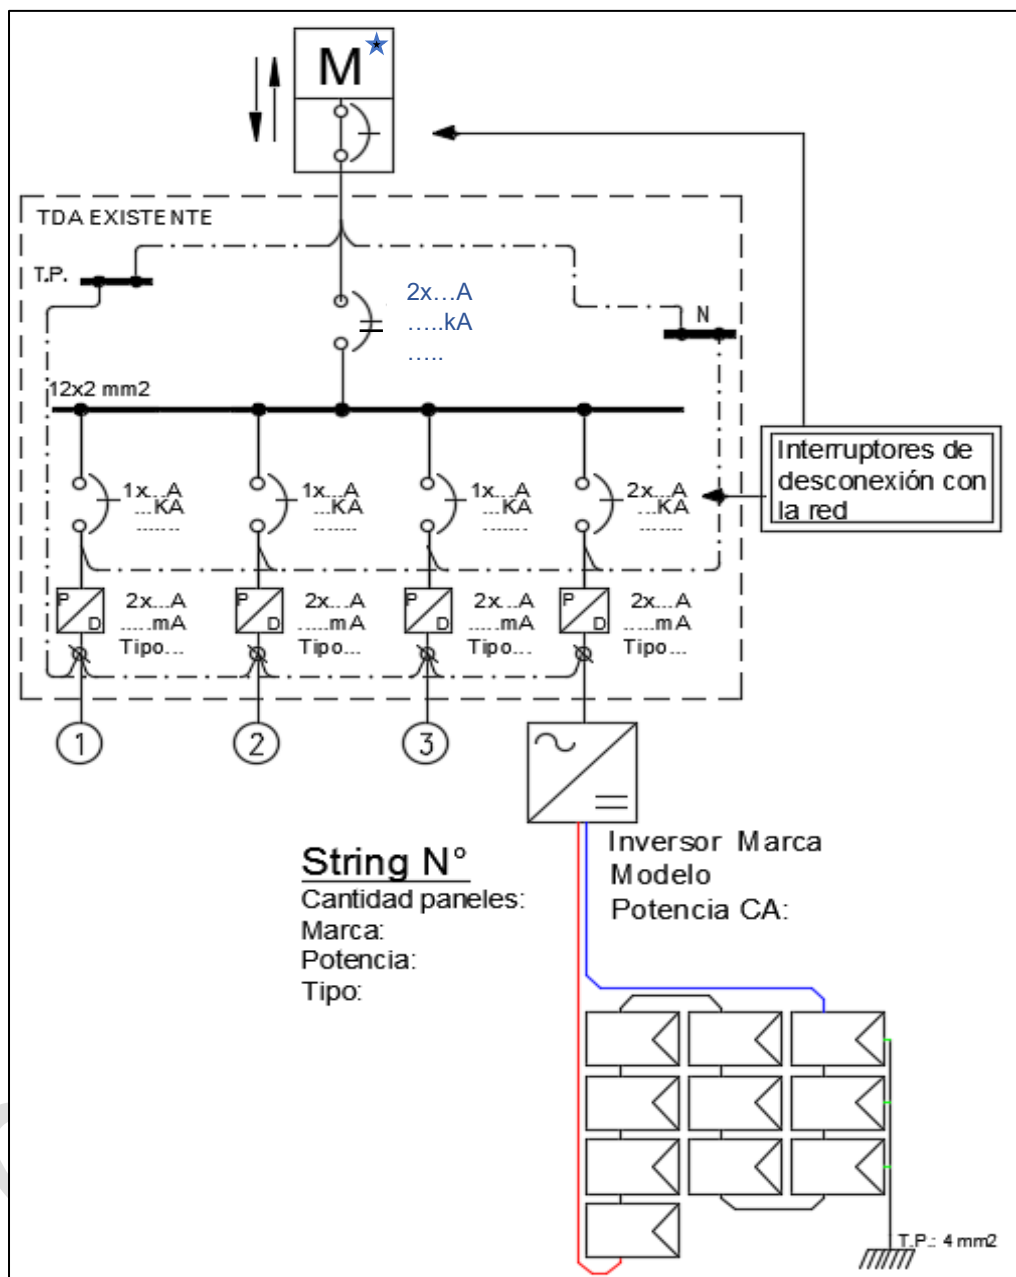 M
TDA EXISTENTE
T.P.
N
2x...A
.....kA
.....
12x2 mm2
1x...A
...KA
.......
1x...A
...KA
.......
1x...A
...KA
.......
2x...A
...KA
.......
Interruptores de
desconexión con
la red
P
D
2x...A
.....mA
Tipo...
P
D
2x...A
.....mA
Tipo...
P
D
2x...A
.....mA
Tipo...
P
D
2x...A
.....mA
Tipo...
1
2
3
String N°
Cantidad paneles:
Marca:
Potencia:
Tipo:
Inversor Marca
Modelo
Potencia CA:
T.P.: 4 mm2